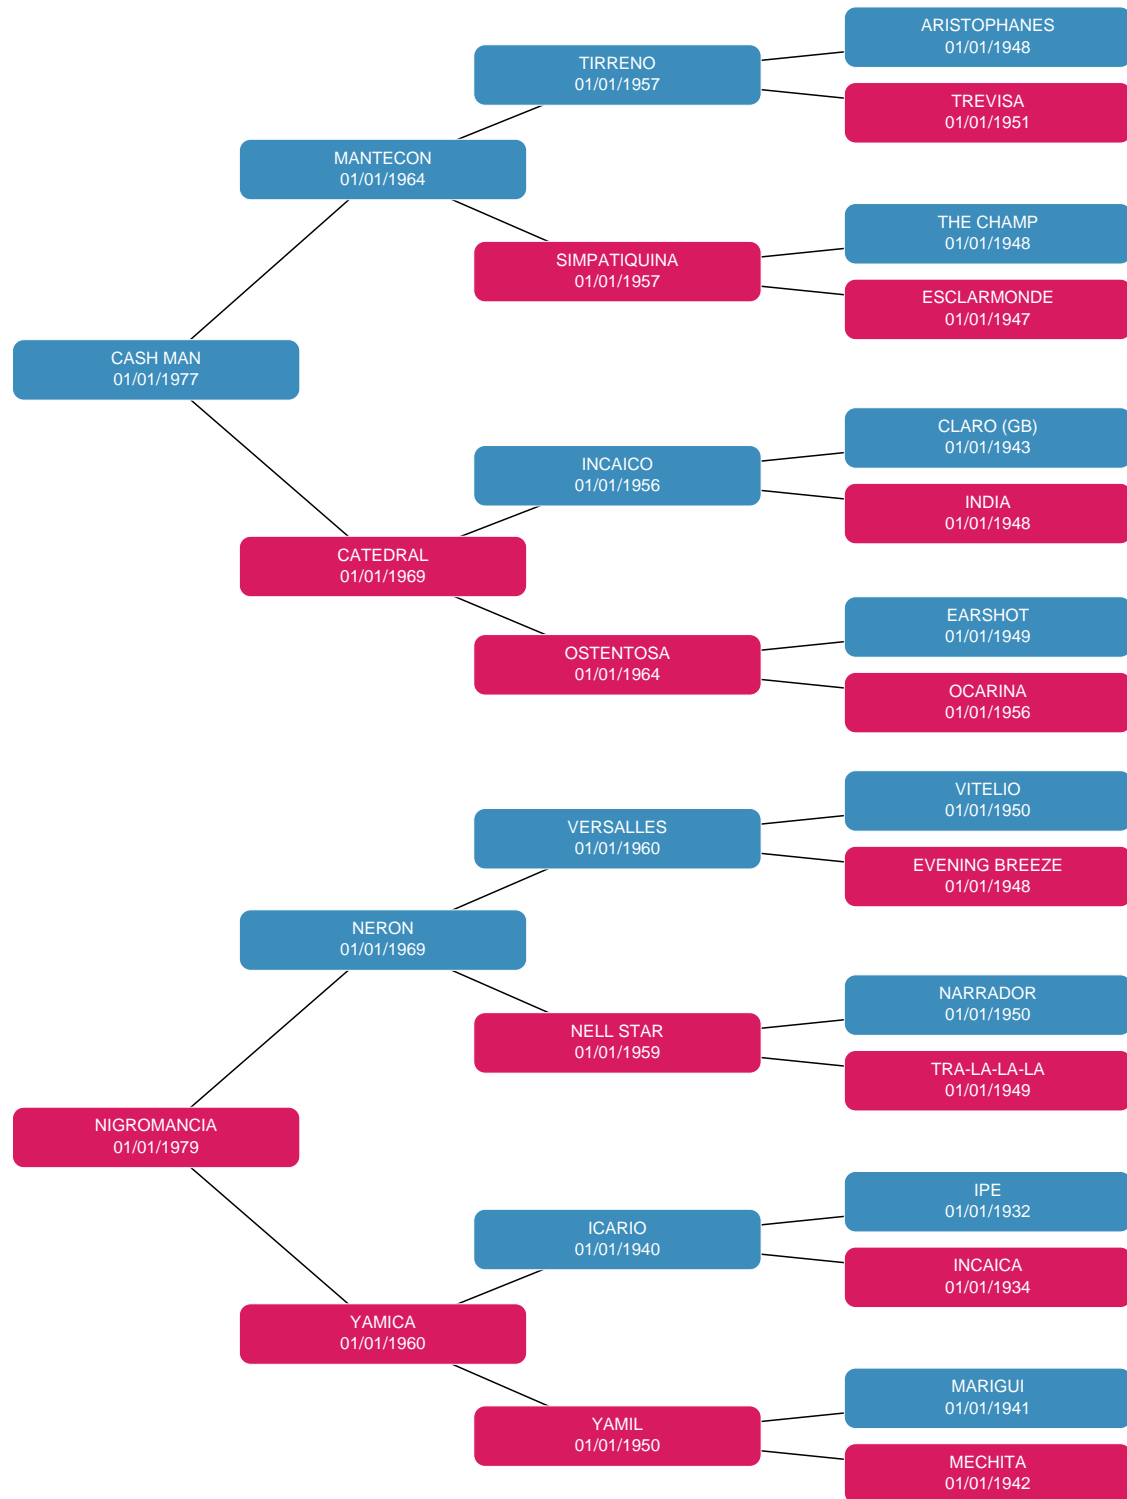 ARISTOPHANES
01/01/1948
TIRRENO
01/01/1957
TREVISA
01/01/1951
MANTECON
01/01/1964
THE CHAMP
01/01/1948
SIMPATIQUINA
01/01/1957
ESCLARMONDE
01/01/1947
CASH MAN
01/01/1977
CLARO (GB)
01/01/1943
INCAICO
01/01/1956
INDIA
01/01/1948
CATEDRAL
01/01/1969
EARSHOT
01/01/1949
OSTENTOSA
01/01/1964
OCARINA
01/01/1956
VITELIO
01/01/1950
VERSALLES
01/01/1960
EVENING BREEZE
01/01/1948
NERON
01/01/1969
NARRADOR
01/01/1950
NELL STAR
01/01/1959
TRA-LA-LA-LA
01/01/1949
NIGROMANCIA
01/01/1979
IPE
01/01/1932
ICARIO
01/01/1940
INCAICA
01/01/1934
YAMICA
01/01/1960
MARIGUI
01/01/1941
YAMIL
01/01/1950
MECHITA
01/01/1942